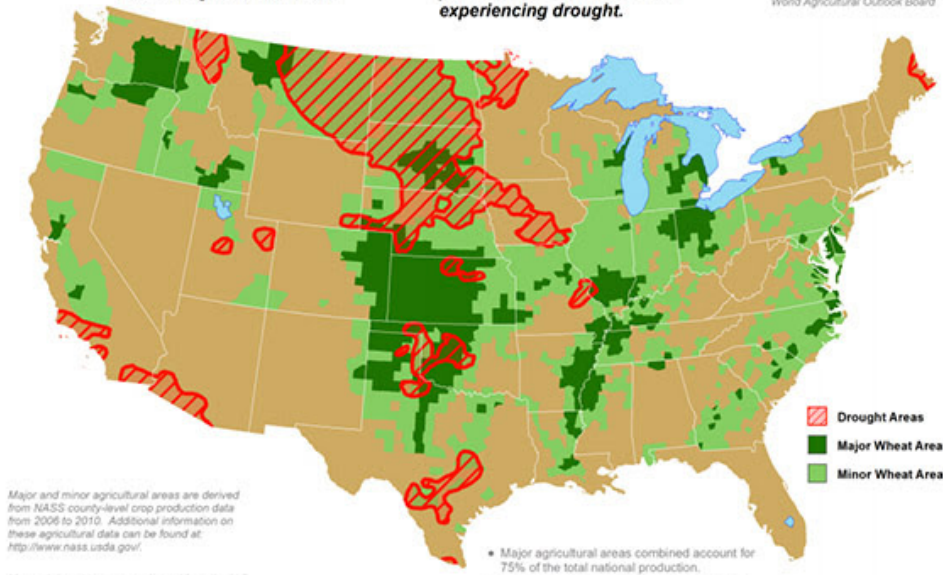 experiencing drought.
World Agricultural Outlook Board
Drought Areas
Major Wheat Area
Minor Wheat Area
Major and minor agricultural areas are derived
from NASS county-level crop production data
from 2006 to 2010. Additional information on
these agricultural data can be found at:
http://www.nass.usda.gov/.
● Major agricultural areas combined account for
75% of the total national production.